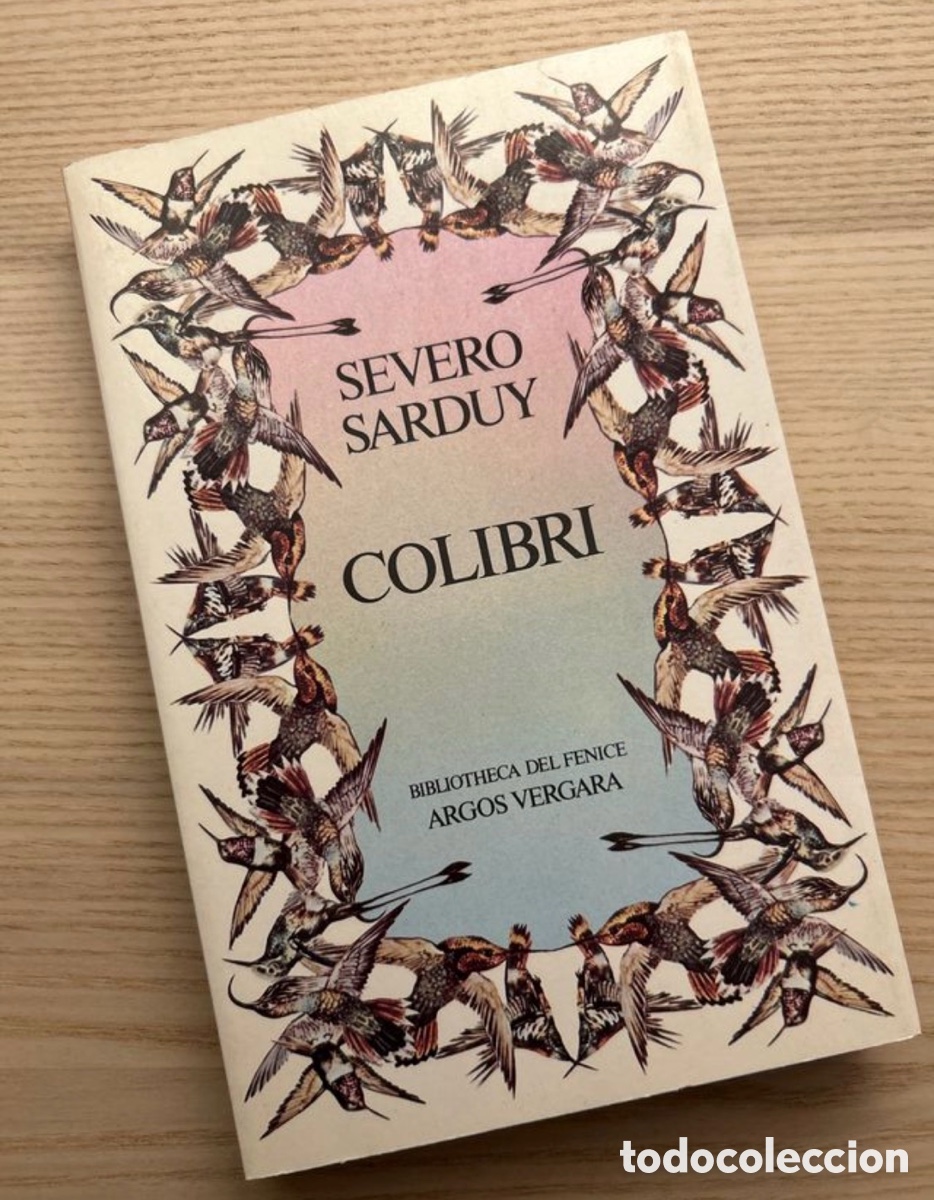 SEVERO
SARDUY
COLIBRI
BIBLIOTHECA DEL FENICE
ARGOS VERGARA
todocoleccion